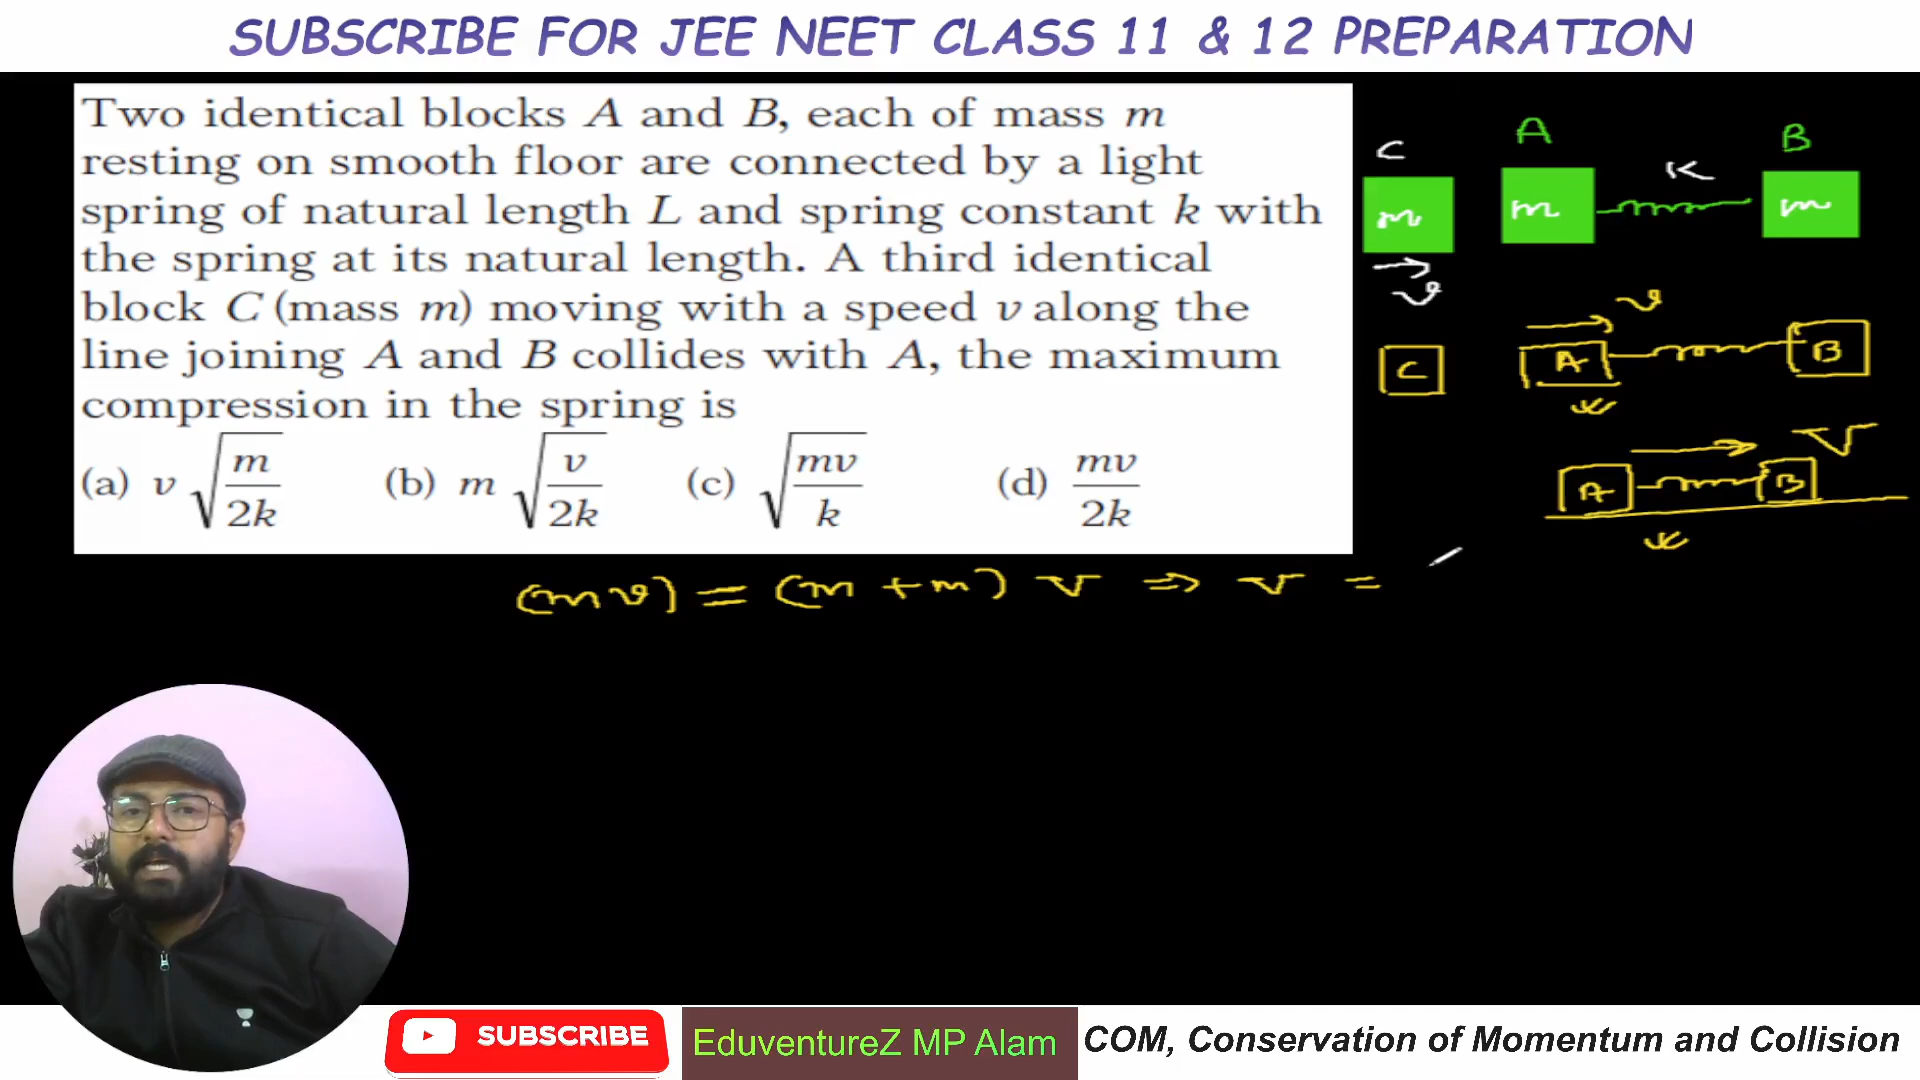 SUBSCRIBE FOR JEE NEET CLASS 11 & 12 PREPARATION
Two identical blocks A and B, each of mass m
resting on smooth floor are connected by a light
spring of natural length L and spring constant k with
the spring at its natural length. A third identical
block C (mass m) moving with a speed v along the
line joining A and B collides with A, the maximum
compression in the spring is
(a) v √(m/2k) (b) m √(v/2k) (c) √(mv/k) (d) mv/2k
C A K B
m m m
v
v
C A B
V
A B
(mv) = (m + m) V ⇒ V =
SUBSCRIBE
EduventureZ MP Alam
COM, Conservation of Momentum and Collision